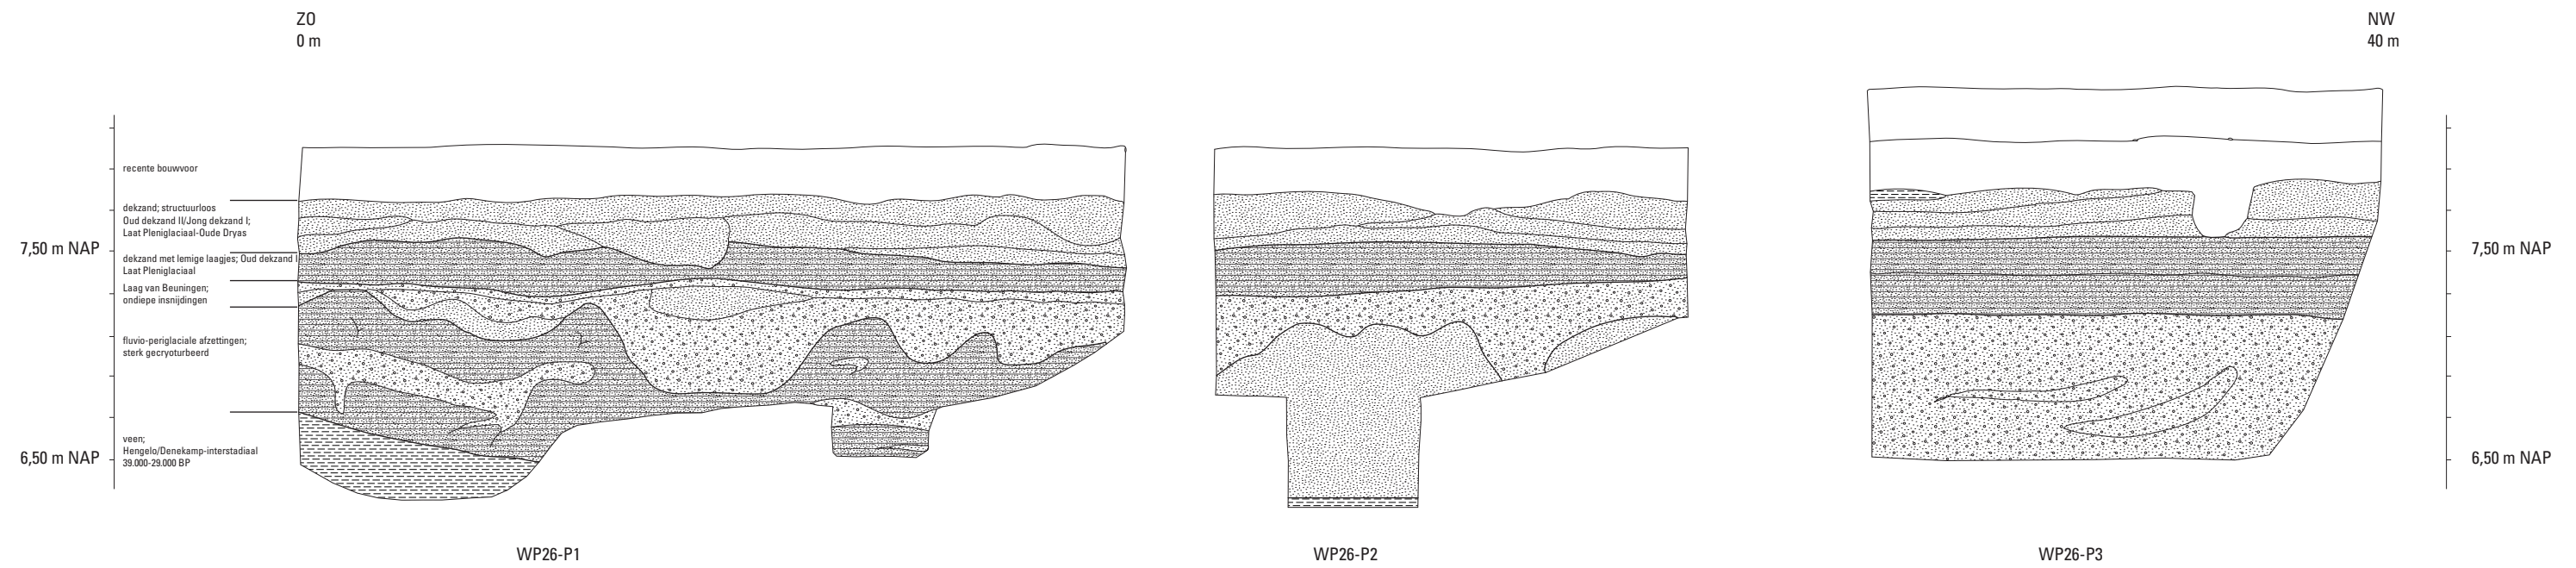 ZO
0 m
NW
40 m
recente bouwvoor
dekzand; structuurloos
Oud dekzand II/Jong dekzand I;
Laat Pleniglaciaal-Oude Dryas
7,50 m NAP
7,50 m NAP
dekzand met lemige laagjes; Oud dekzand I
Laat Pleniglaciaal
Laag van Beuningen;
ondiepe insnijdingen
fluvio-periglaciale afzettingen;
sterk gecryoturbeerd
veen;
Hengelo/Denekamp-interstadiaal
39.000-29.000 BP
6,50 m NAP
6,50 m NAP
WP26-P1
WP26-P2
WP26-P3